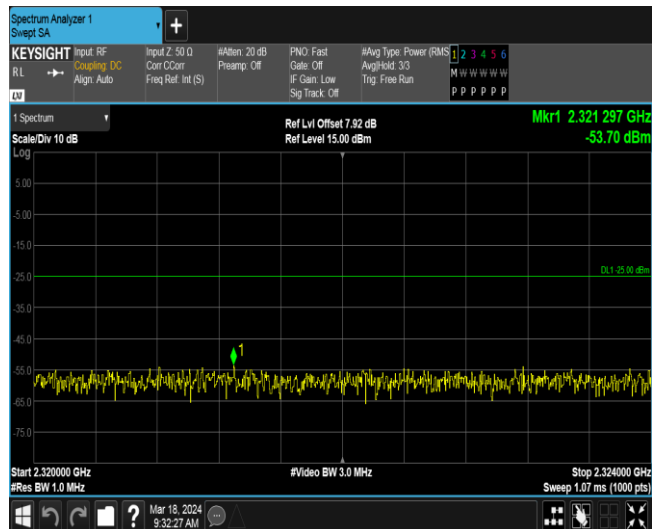 Spectrum Analyzer 1
Swept SA
+
KEYSIGHT
RL
LXI
Input: RF
Coupling: DC
Align: Auto
Input Z: 50 Ω
Corr CCorr
Freq Ref: Int (S)
#Atten: 20 dB
Preamp: Off
PNO: Fast
Gate: Off
IF Gain: Low
Sig Track: Off
#Avg Type: Power (RMS
Avg|Hold: 3/3
Trig: Free Run
1 2 3 4 5 6
M W W W W W
P P P P P P
1 Spectrum
Scale/Div 10 dB
Log
Ref Lvl Offset 7.92 dB
Ref Level 15.00 dBm
Mkr1 2.321 297 GHz
-53.70 dBm
5.00
-5.00
-15.0
-25.0
DL1 -25.00 dBm
-35.0
-45.0
1
-55.0
-65.0
-75.0
Start 2.320000 GHz
#Res BW 1.0 MHz
#Video BW 3.0 MHz
Stop 2.324000 GHz
Sweep 1.07 ms (1000 pts)
?
Mar 18, 2024
9:32:27 AM